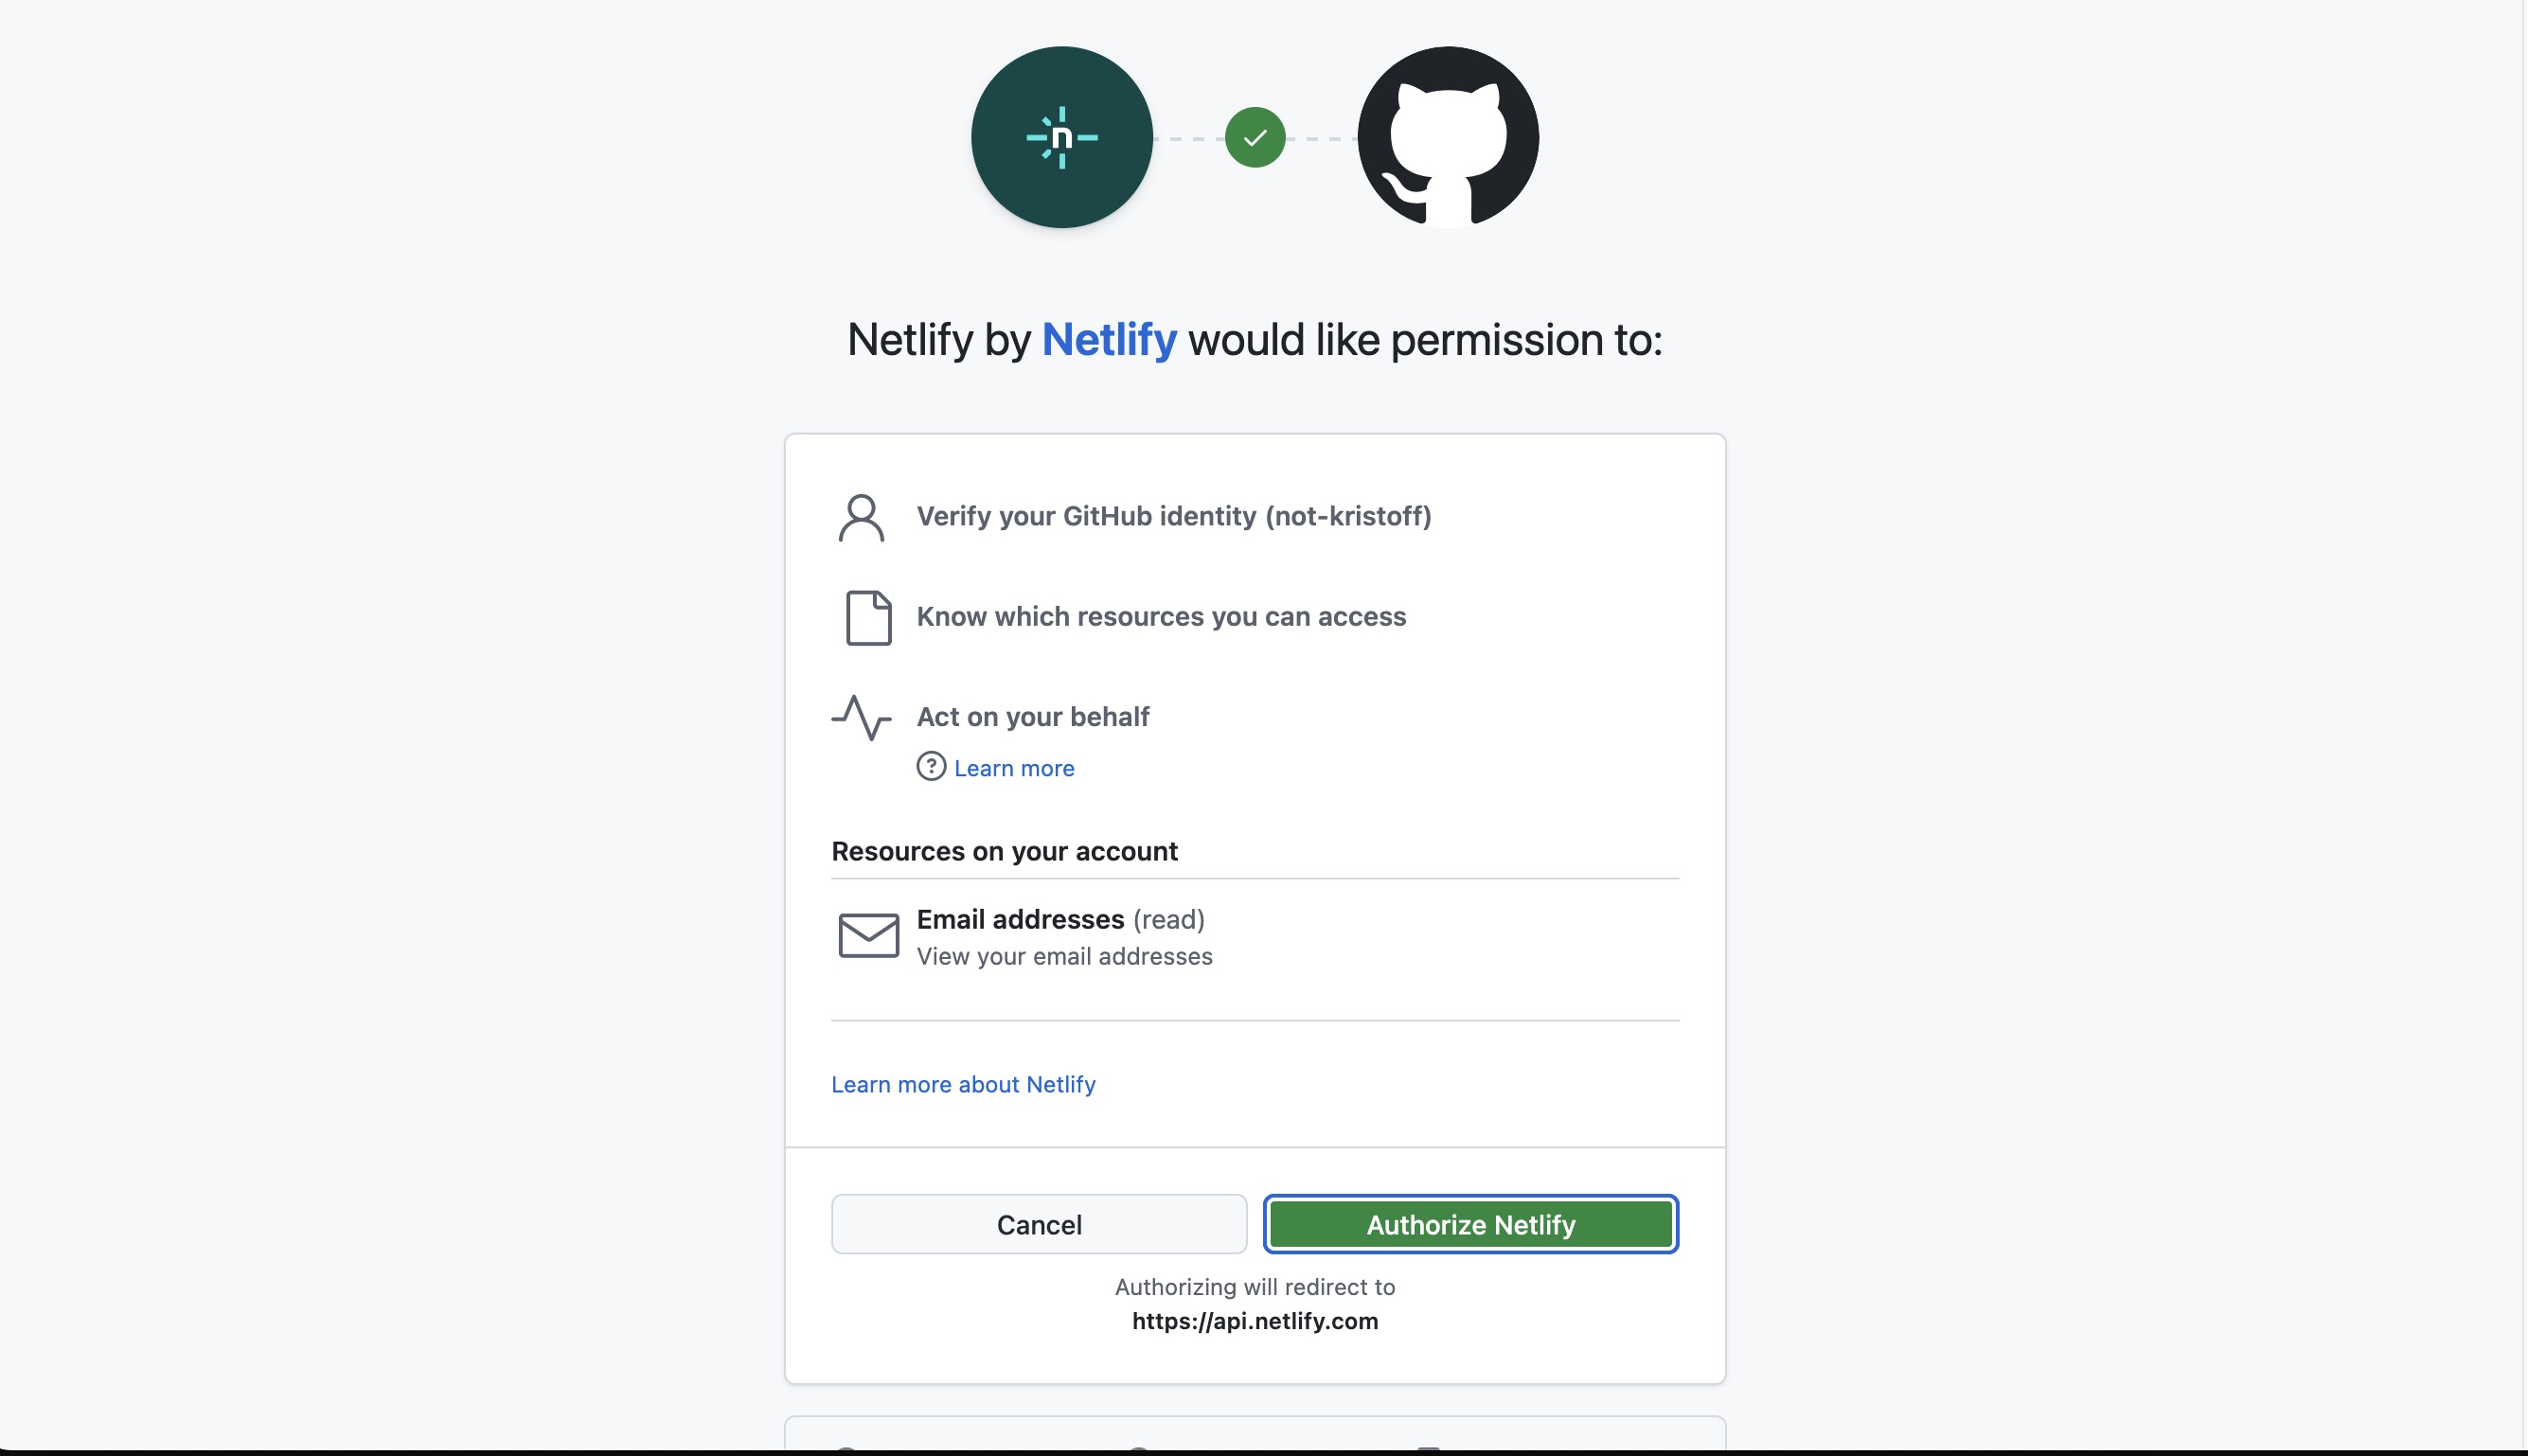 n
Netlify by Netlify would like permission to:
Verify your GitHub identity (not-kristoff)
Know which resources you can access
Act on your behalf
? Learn more
Resources on your account
Email addresses (read)
View your email addresses
Learn more about Netlify
Cancel
Authorize Netlify
Authorizing will redirect to
https://api.netlify.com